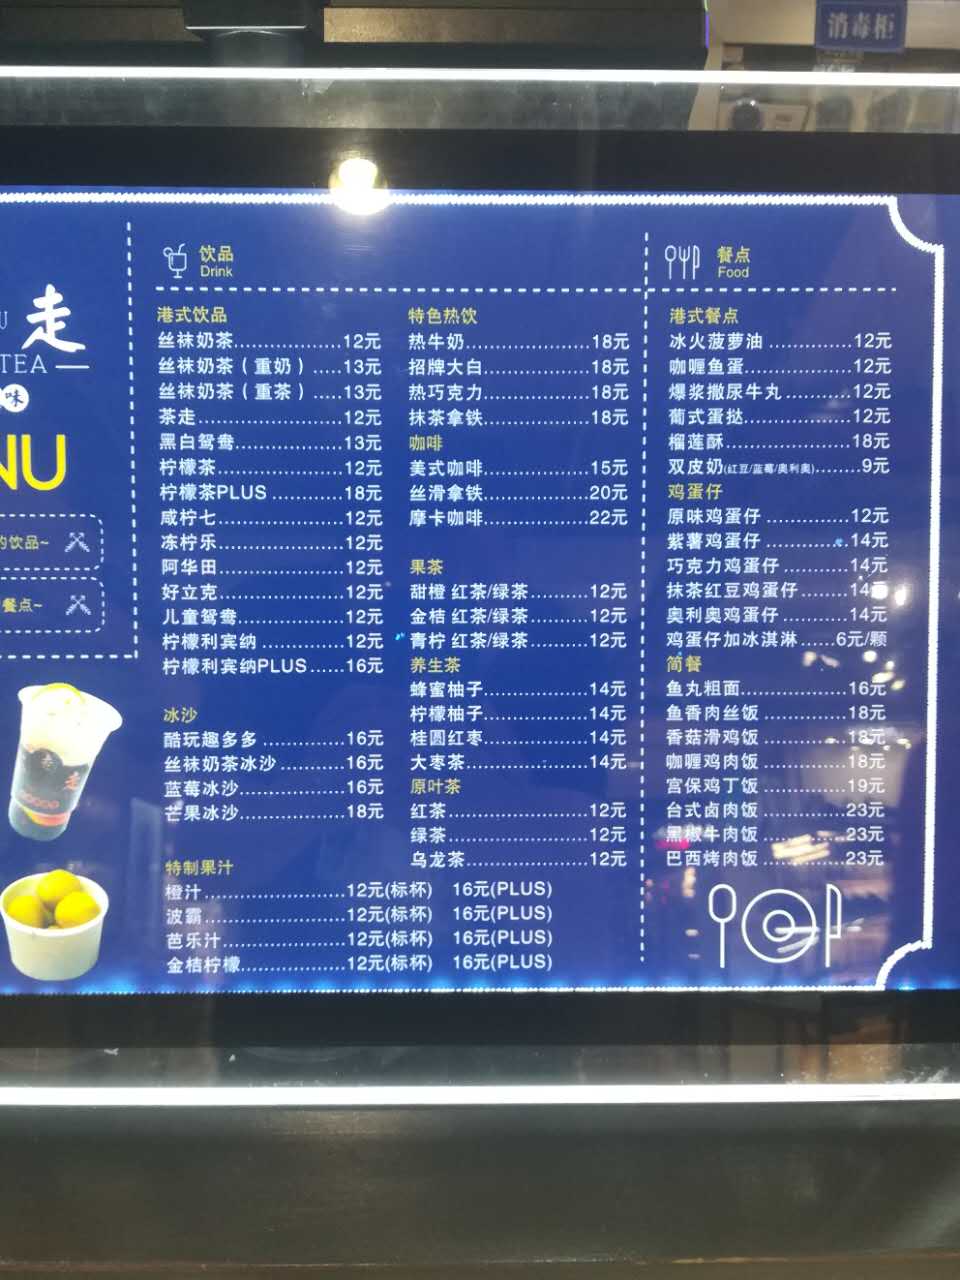 消毒柜
走
TEA
味
NU
的饮品~
餐点~
饮品
Drink
港式饮品
丝袜奶茶..................12元
丝袜奶茶（重奶）.....13元
丝袜奶茶（重茶）.....13元
茶走........................12元
黑白鸳鸯..................13元
柠檬茶.....................12元
柠檬茶PLUS............18元
咸柠七.....................12元
冻柠乐.....................12元
阿华田.....................12元
好立克.....................12元
儿童鸳鸯..................12元
柠檬利宾纳...............12元
柠檬利宾纳PLUS......16元
冰沙
酷玩趣多多..............16元
丝袜奶茶冰沙...........16元
蓝莓冰沙..................16元
芒果冰沙..................18元
特制果汁
橙汁........................12元(标杯) 16元(PLUS)
波霸........................12元(标杯) 16元(PLUS)
芭乐汁.....................12元(标杯) 16元(PLUS)
金桔柠檬..................12元(标杯) 16元(PLUS)
特色热饮
热牛奶.....................18元
招牌大白..................18元
热巧克力..................18元
抹茶拿铁..................18元
咖啡
美式咖啡..................15元
丝滑拿铁..................20元
摩卡咖啡..................22元
果茶
甜橙 红茶/绿茶..........12元
金桔 红茶/绿茶..........12元
青柠 红茶/绿茶..........12元
养生茶
蜂蜜柚子..................14元
柠檬柚子..................14元
桂圆红枣..................14元
大枣茶.....................14元
原叶茶
红茶........................12元
绿茶........................12元
乌龙茶.....................12元
餐点
Food
港式餐点
冰火菠萝油..............12元
咖喱鱼蛋..................12元
爆浆撒尿牛丸...........12元
葡式蛋挞..................12元
榴莲酥.....................18元
双皮奶(红豆/蓝莓/奥利奥)........9元
鸡蛋仔
原味鸡蛋仔..............12元
紫薯鸡蛋仔..............14元
巧克力鸡蛋仔...........14元
抹茶红豆鸡蛋仔........14元
奥利奥鸡蛋仔...........14元
鸡蛋仔加冰淇淋......6元/颗
简餐
鱼丸粗面..................16元
鱼香肉丝饭..............18元
香菇滑鸡饭..............18元
咖喱鸡肉饭..............18元
宫保鸡丁饭..............19元
台式卤肉饭..............23元
黑椒牛肉饭..............23元
巴西烤肉饭..............23元